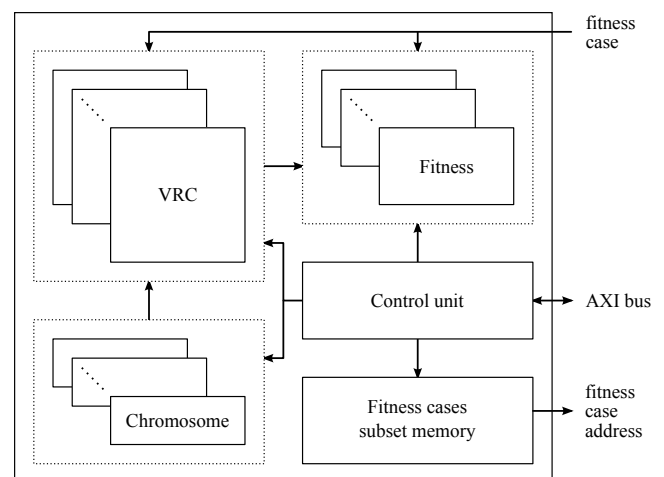 fitness
case
VRC
Fitness
Control unit
AXI bus
Chromosome
Fitness cases
subset memory
fitness
case
address